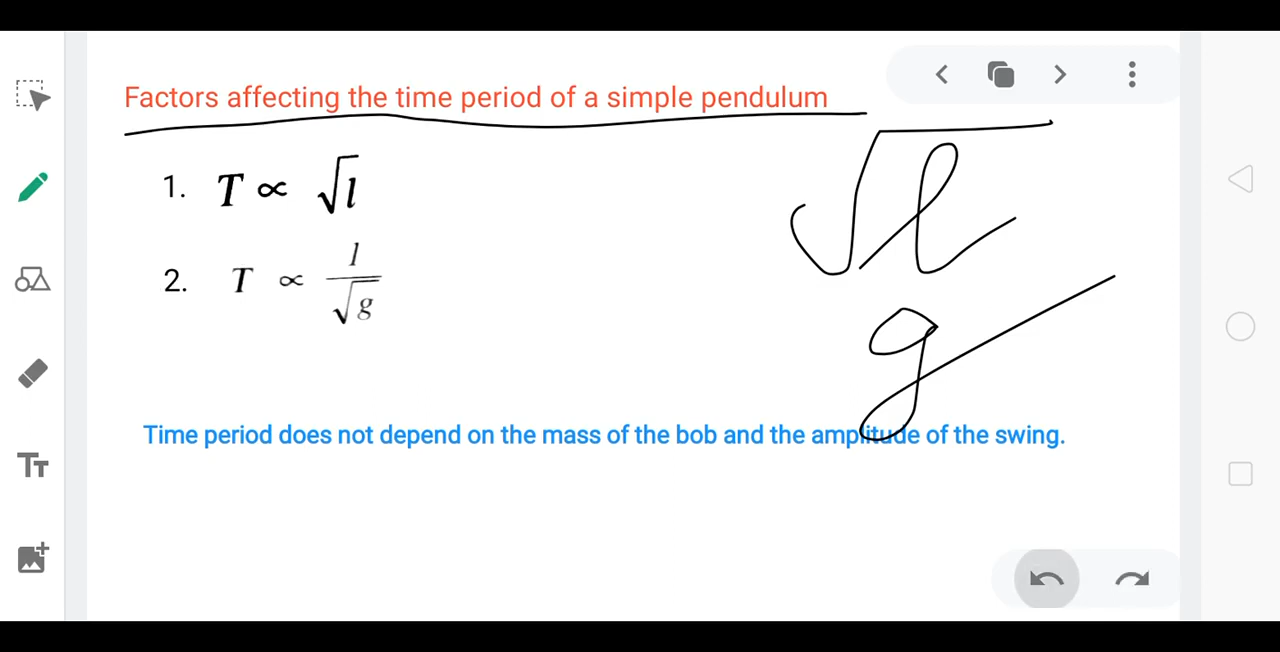 Factors affecting the time period of a simple pendulum
1. T ∝ √l
2. T ∝ 1/√g
√l
g
Time period does not depend on the mass of the bob and the amplitude of the swing.
TT